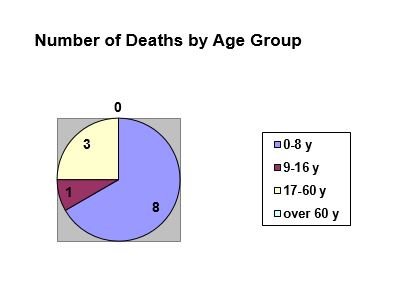 Number of Deaths by Age Group
0
3
1
8
0-8 y
9-16 y
17-60 y
over 60 y